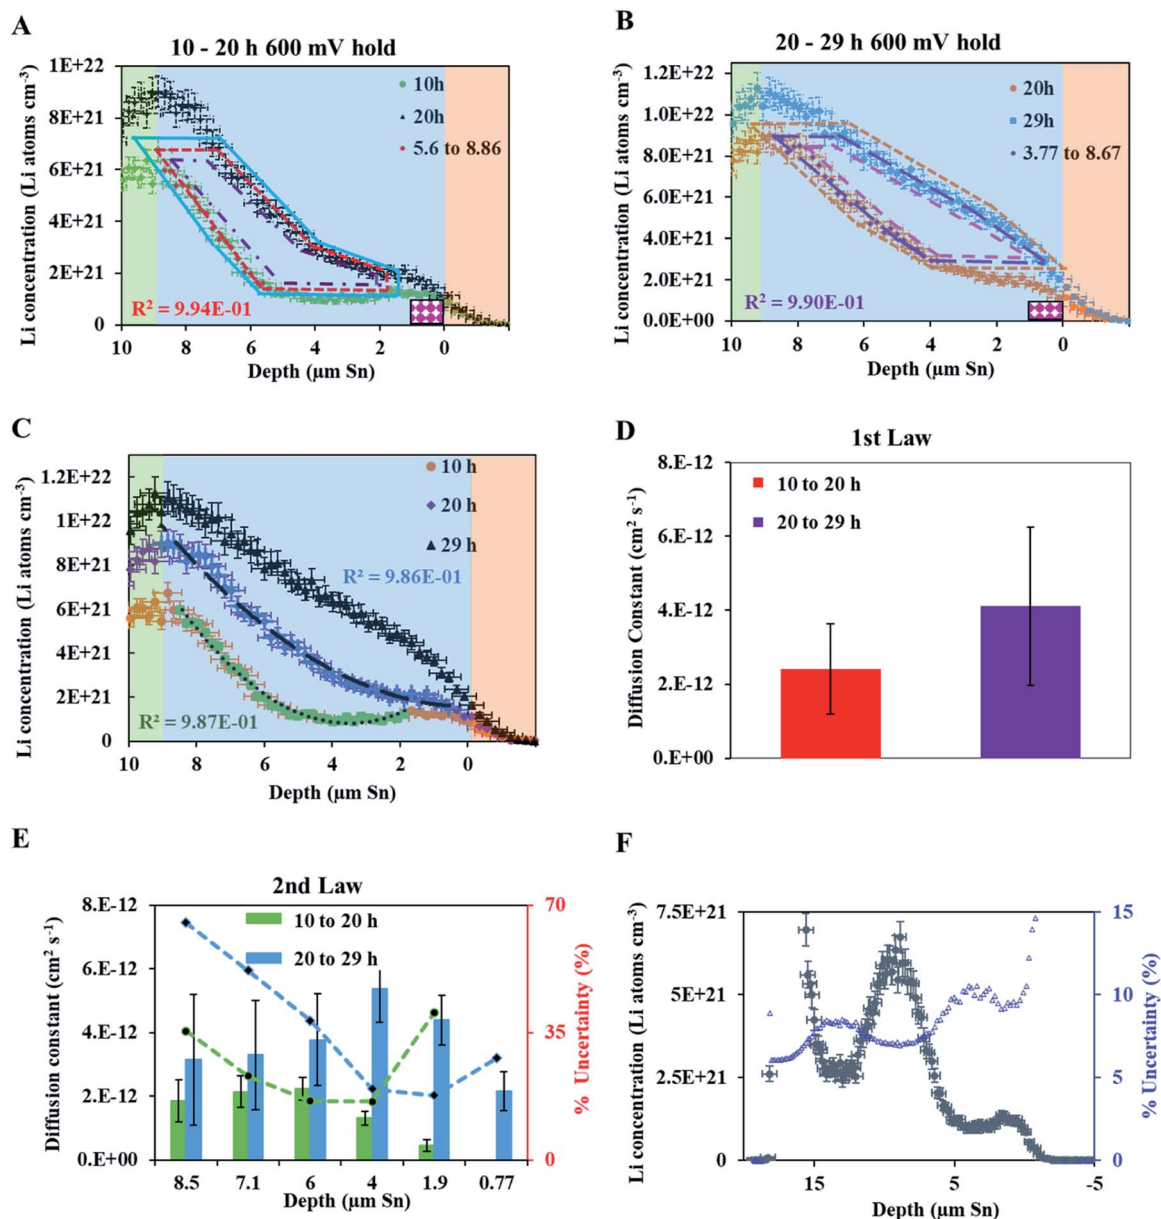 A
10 - 20 h 600 mV hold
Li concentration (Li atoms cm⁻³)
1E+22
8E+21
6E+21
4E+21
2E+21
0
10h
20h
5.6 to 8.86
R² = 9.94E-01
10 8 6 4 2 0
Depth (µm Sn)
B
20 - 29 h 600 mV hold
Li concentration (Li atoms cm⁻³)
1.2E+22
1.0E+22
8.0E+21
6.0E+21
4.0E+21
2.0E+21
0.0E+00
20h
29h
3.77 to 8.67
R² = 9.90E-01
10 8 6 4 2 0
Depth (µm Sn)
C
Li concentration (Li atoms cm⁻³)
1.2E+22
1E+22
8E+21
6E+21
4E+21
2E+21
0
10 h
20 h
29 h
R² = 9.86E-01
R² = 9.87E-01
10 8 6 4 2 0
Depth (µm Sn)
D
1st Law
Diffusion Constant (cm² s⁻¹)
8.E-12
6.E-12
4.E-12
2.E-12
0.E+00
10 to 20 h
20 to 29 h
E
2nd Law
Diffusion constant (cm² s⁻¹)
8.E-12
6.E-12
4.E-12
2.E-12
0.E+00
10 to 20 h
20 to 29 h
70
35
0
% Uncertainty (%)
8.5 7.1 6 4 1.9 0.77
Depth (µm Sn)
F
Li concentration (Li atoms cm⁻³)
7.5E+21
5E+21
2.5E+21
0
15
10
5
0
% Uncertainty (%)
15 5 -5
Depth (µm Sn)